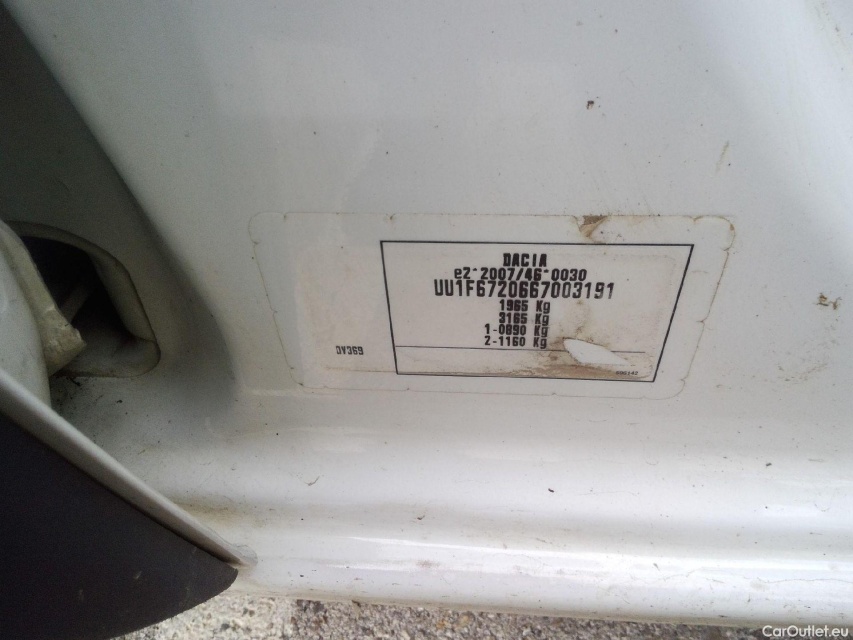 DACIA
e2*2007/46*0030
UU1F6720667003191
1965 Kg
3165 Kg
1-0890 Kg
2-1160 Kg
3V369
CarOutlet.eu